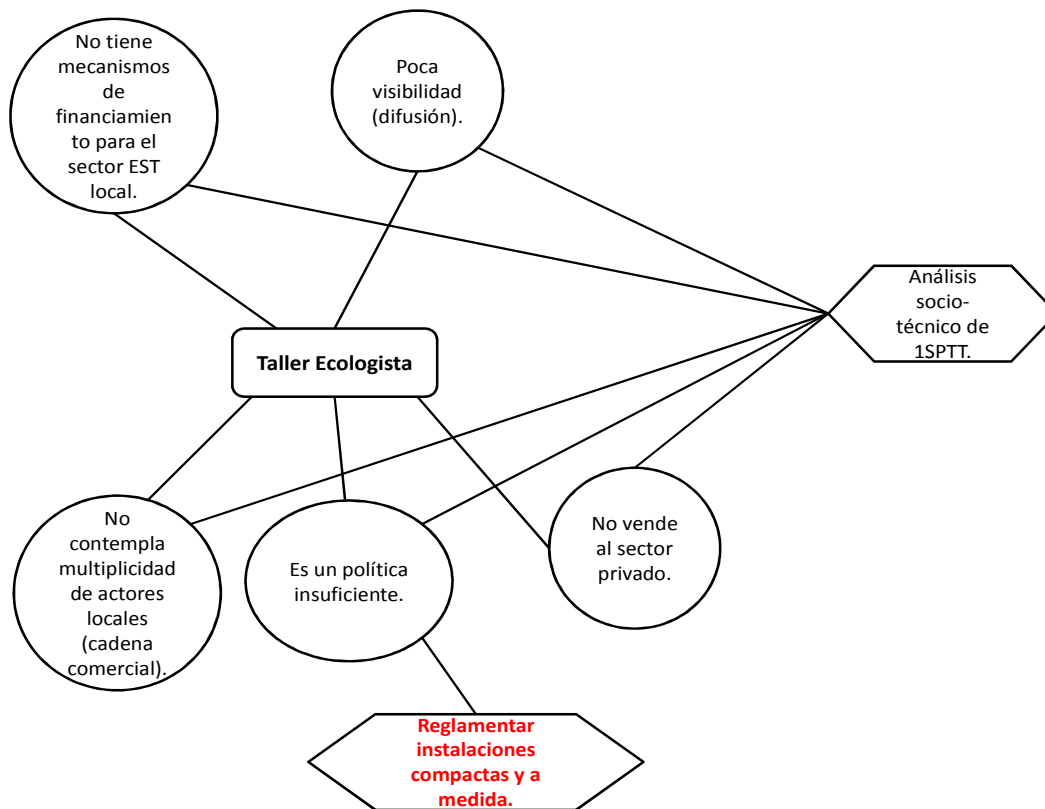 No tiene
mecanismos
de
financiamien
to para el
sector EST
local.
Poca
visibilidad
(difusión).
Análisis
socio-
técnico de
1SPTT.
Taller Ecologista
No
contempla
multiplicidad
de actores
locales
(cadena
comercial).
Es un política
insuficiente.
No vende
al sector
privado.
Reglamentar
instalaciones
compactas y a
medida.